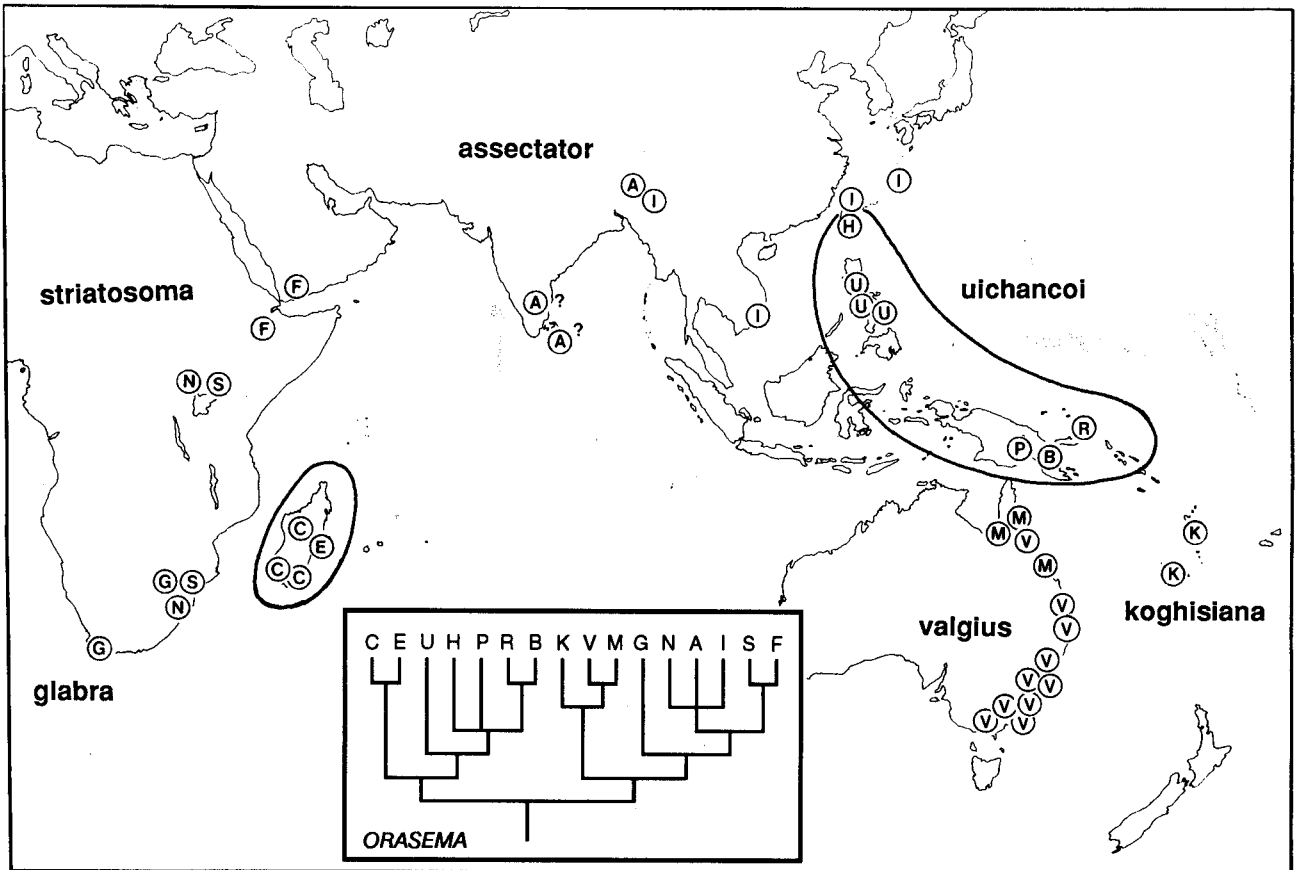 assectator
A
I
I
I
H
striatosoma
F
F
uichancoi
U
U U
A ?
A ?
I
N S
R
P B
C
E
C C
M
M
V
M
K
K
G S
N
V
V
valgius
koghisiana
G
glabra
V
V V
V V
V V
C E U H P R B K V M G N A I S F
ORASEMA